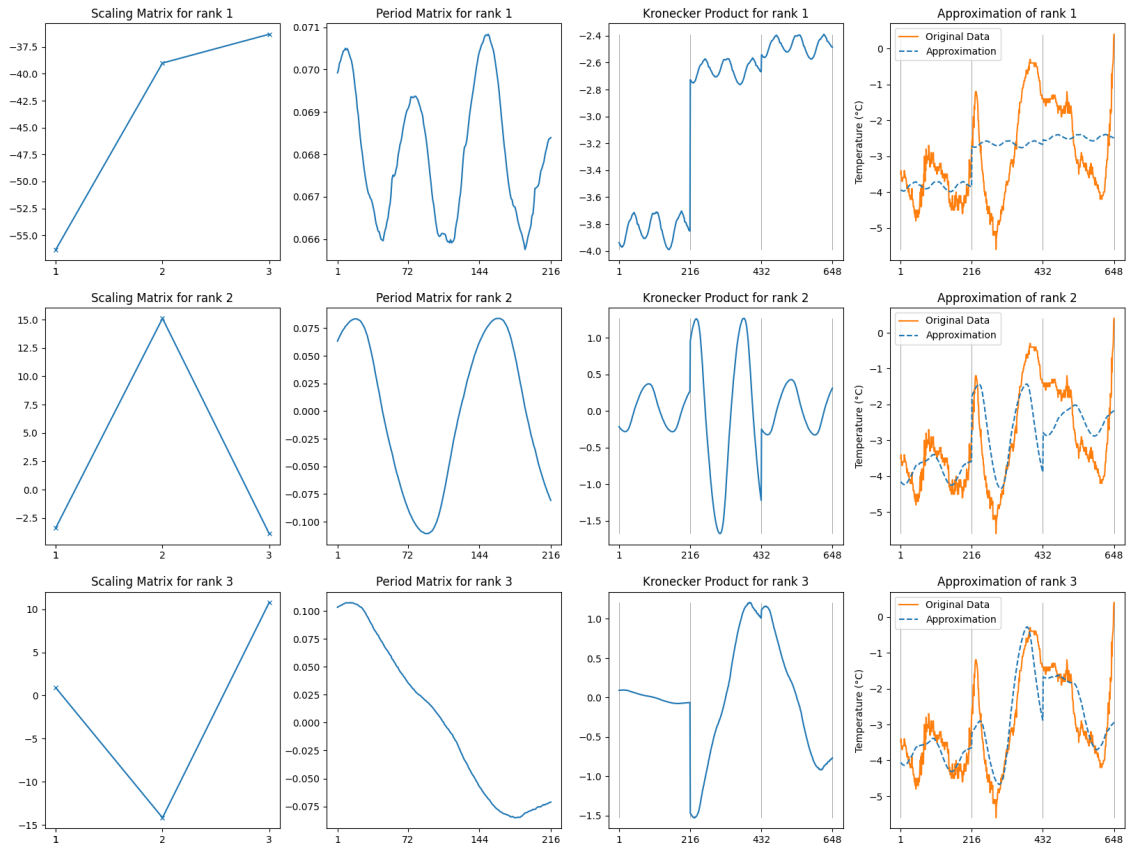 Scaling Matrix for rank 1
−37.5
−40.0
−42.5
−45.0
−47.5
−50.0
−52.5
−55.0
1 2 3
Period Matrix for rank 1
0.071
0.070
0.069
0.068
0.067
0.066
1 72 144 216
Kronecker Product for rank 1
−2.4
−2.6
−2.8
−3.0
−3.2
−3.4
−3.6
−3.8
−4.0
1 216 432 648
Approximation of rank 1
Original Data
Approximation
Temperature (°C)
0
−1
−2
−3
−4
−5
1 216 432 648
Scaling Matrix for rank 2
15.0
12.5
10.0
7.5
5.0
2.5
0.0
−2.5
1 2 3
Period Matrix for rank 2
0.075
0.050
0.025
0.000
−0.025
−0.050
−0.075
−0.100
1 72 144 216
Kronecker Product for rank 2
1.0
0.5
0.0
−0.5
−1.0
−1.5
1 216 432 648
Approximation of rank 2
Original Data
Approximation
Temperature (°C)
0
−1
−2
−3
−4
−5
1 216 432 648
Scaling Matrix for rank 3
10
5
0
−5
−10
−15
1 2 3
Period Matrix for rank 3
0.100
0.075
0.050
0.025
0.000
−0.025
−0.050
−0.075
1 72 144 216
Kronecker Product for rank 3
1.0
0.5
0.0
−0.5
−1.0
−1.5
1 216 432 648
Approximation of rank 3
Original Data
Approximation
Temperature (°C)
0
−1
−2
−3
−4
−5
1 216 432 648